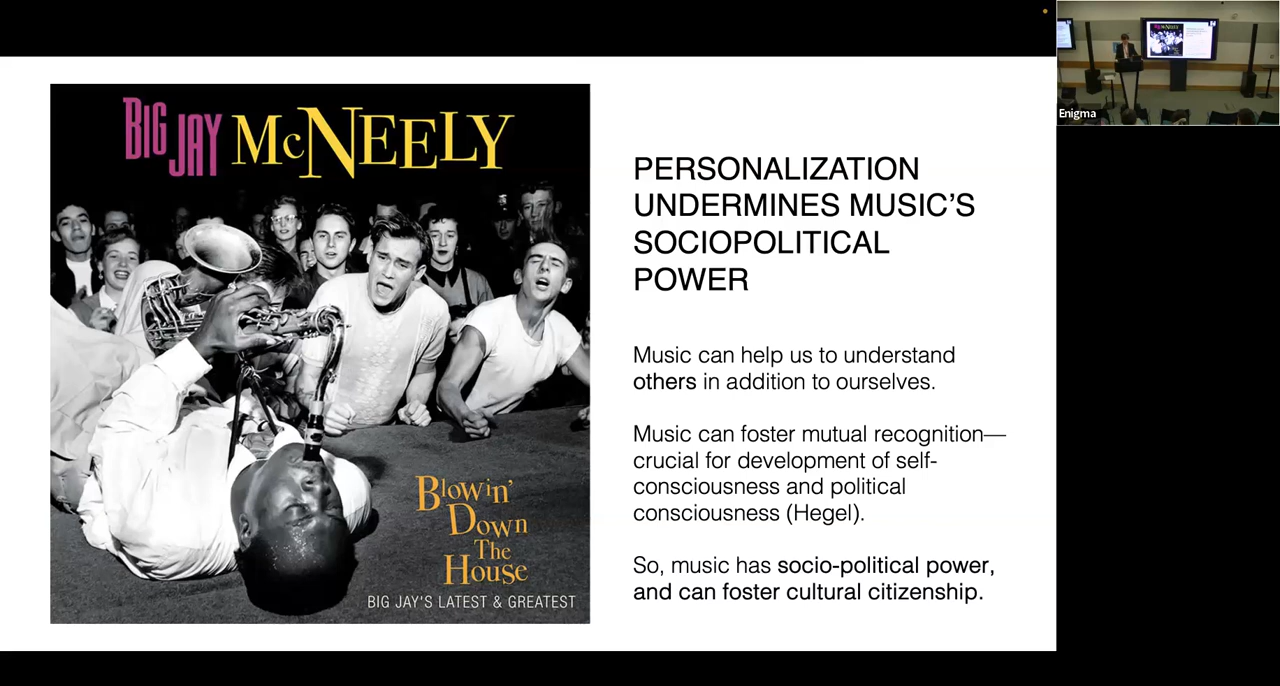 BIG JAY McNEELY
Blowin'
Down
The
House
BIG JAY'S LATEST & GREATEST
PERSONALIZATION
UNDERMINES MUSIC’S
SOCIOPOLITICAL
POWER
Music can help us to understand
others in addition to ourselves.
Music can foster mutual recognition—
crucial for development of self-
consciousness and political
consciousness (Hegel).
So, music has socio-political power,
and can foster cultural citizenship.
Enigma